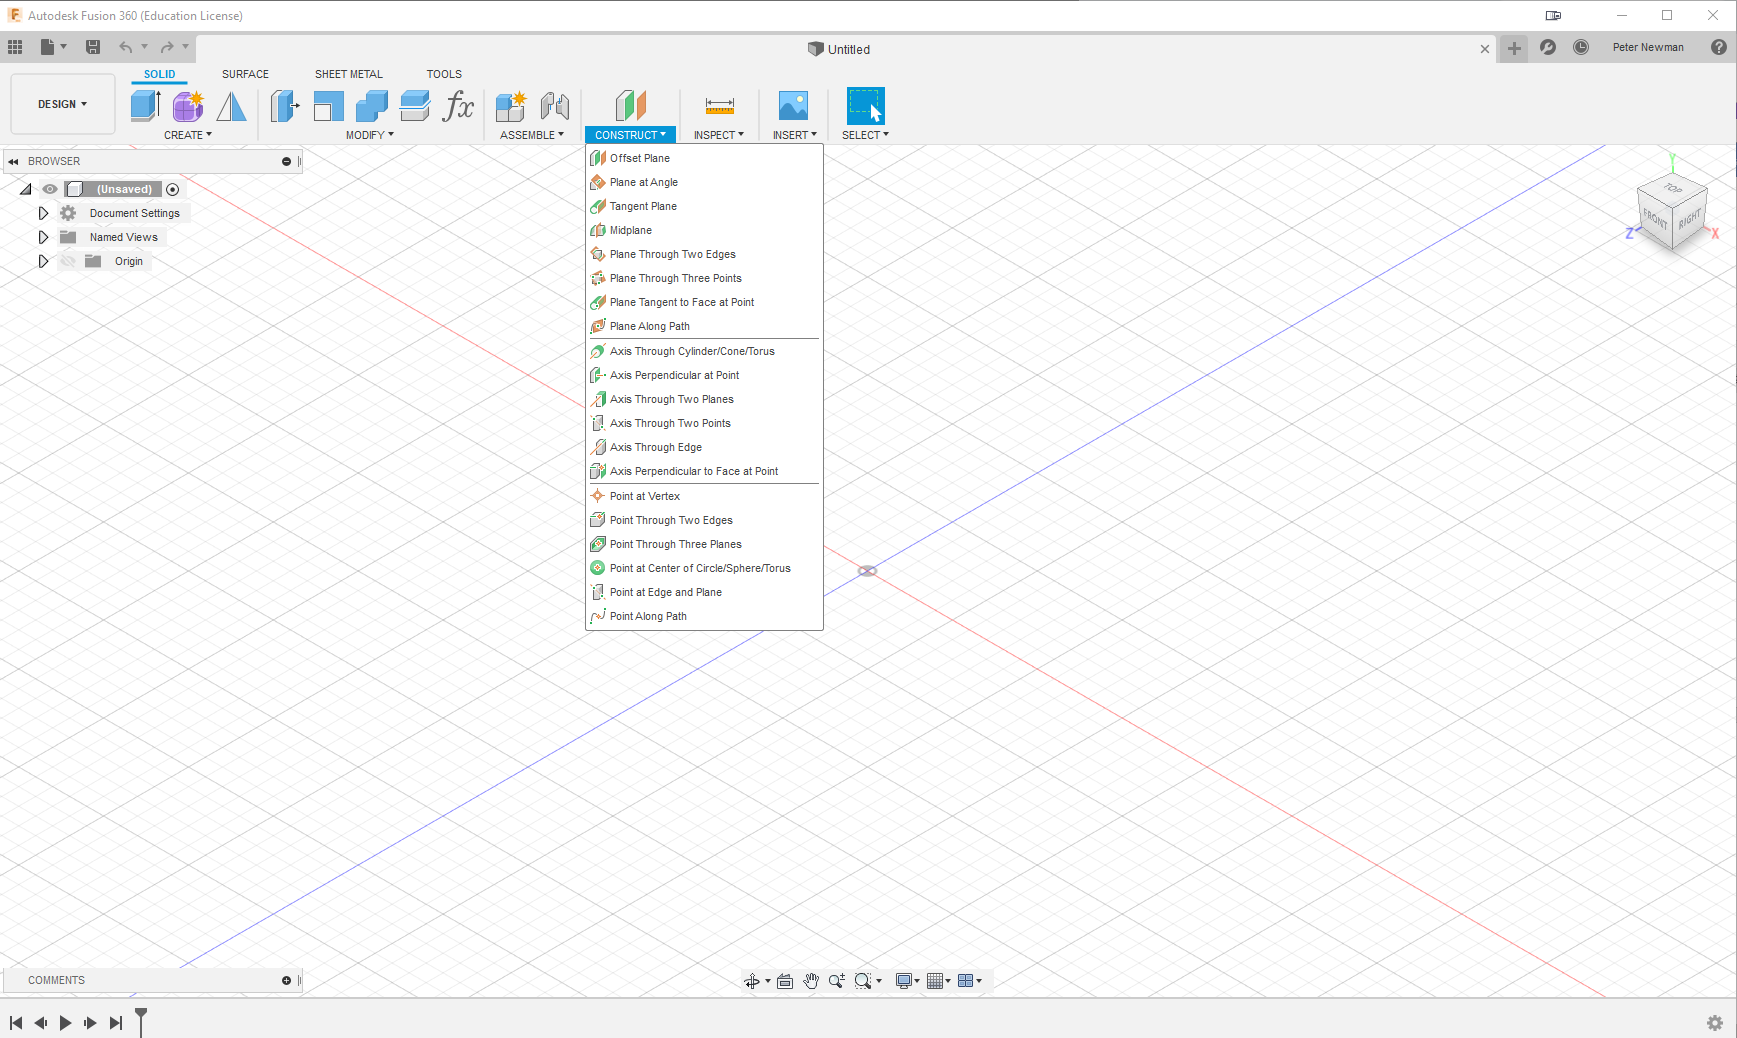 Autodesk Fusion 360 (Education License)
Untitled
Peter Newman
SOLID SURFACE SHEET METAL TOOLS
DESIGN
CREATE MODIFY ASSEMBLE CONSTRUCT INSPECT INSERT SELECT
BROWSER
(Unsaved)
Document Settings
Named Views
Origin
Offset Plane
Plane at Angle
Tangent Plane
Midplane
Plane Through Two Edges
Plane Through Three Points
Plane Tangent to Face at Point
Plane Along Path
Axis Through Cylinder/Cone/Torus
Axis Perpendicular at Point
Axis Through Two Planes
Axis Through Two Points
Axis Through Edge
Axis Perpendicular to Face at Point
Point at Vertex
Point Through Two Edges
Point Through Three Planes
Point at Center of Circle/Sphere/Torus
Point at Edge and Plane
Point Along Path
Y
TOP
FRONT RIGHT
Z X
COMMENTS